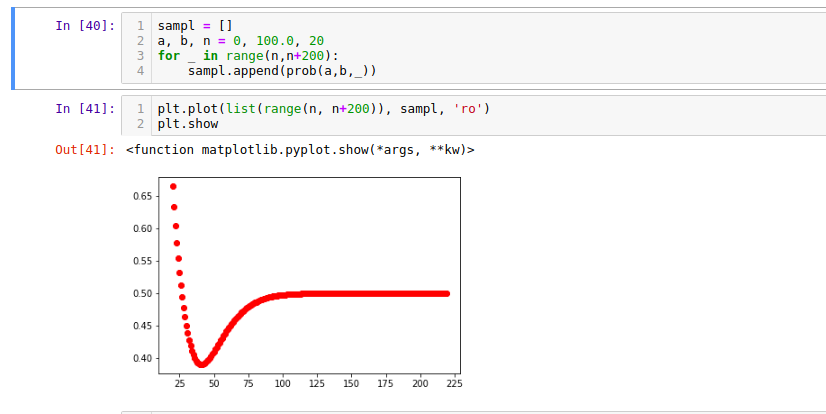 In [40]:
1 sampl = []
2 a, b, n = 0, 100.0, 20
3 for _ in range(n,n+200):
4     sampl.append(prob(a,b,_))
In [41]:
1 plt.plot(list(range(n, n+200)), sampl, 'ro')
2 plt.show
Out[41]: <function matplotlib.pyplot.show(*args, **kw)>
0.65
0.60
0.55
0.50
0.45
0.40
25 50 75 100 125 150 175 200 225